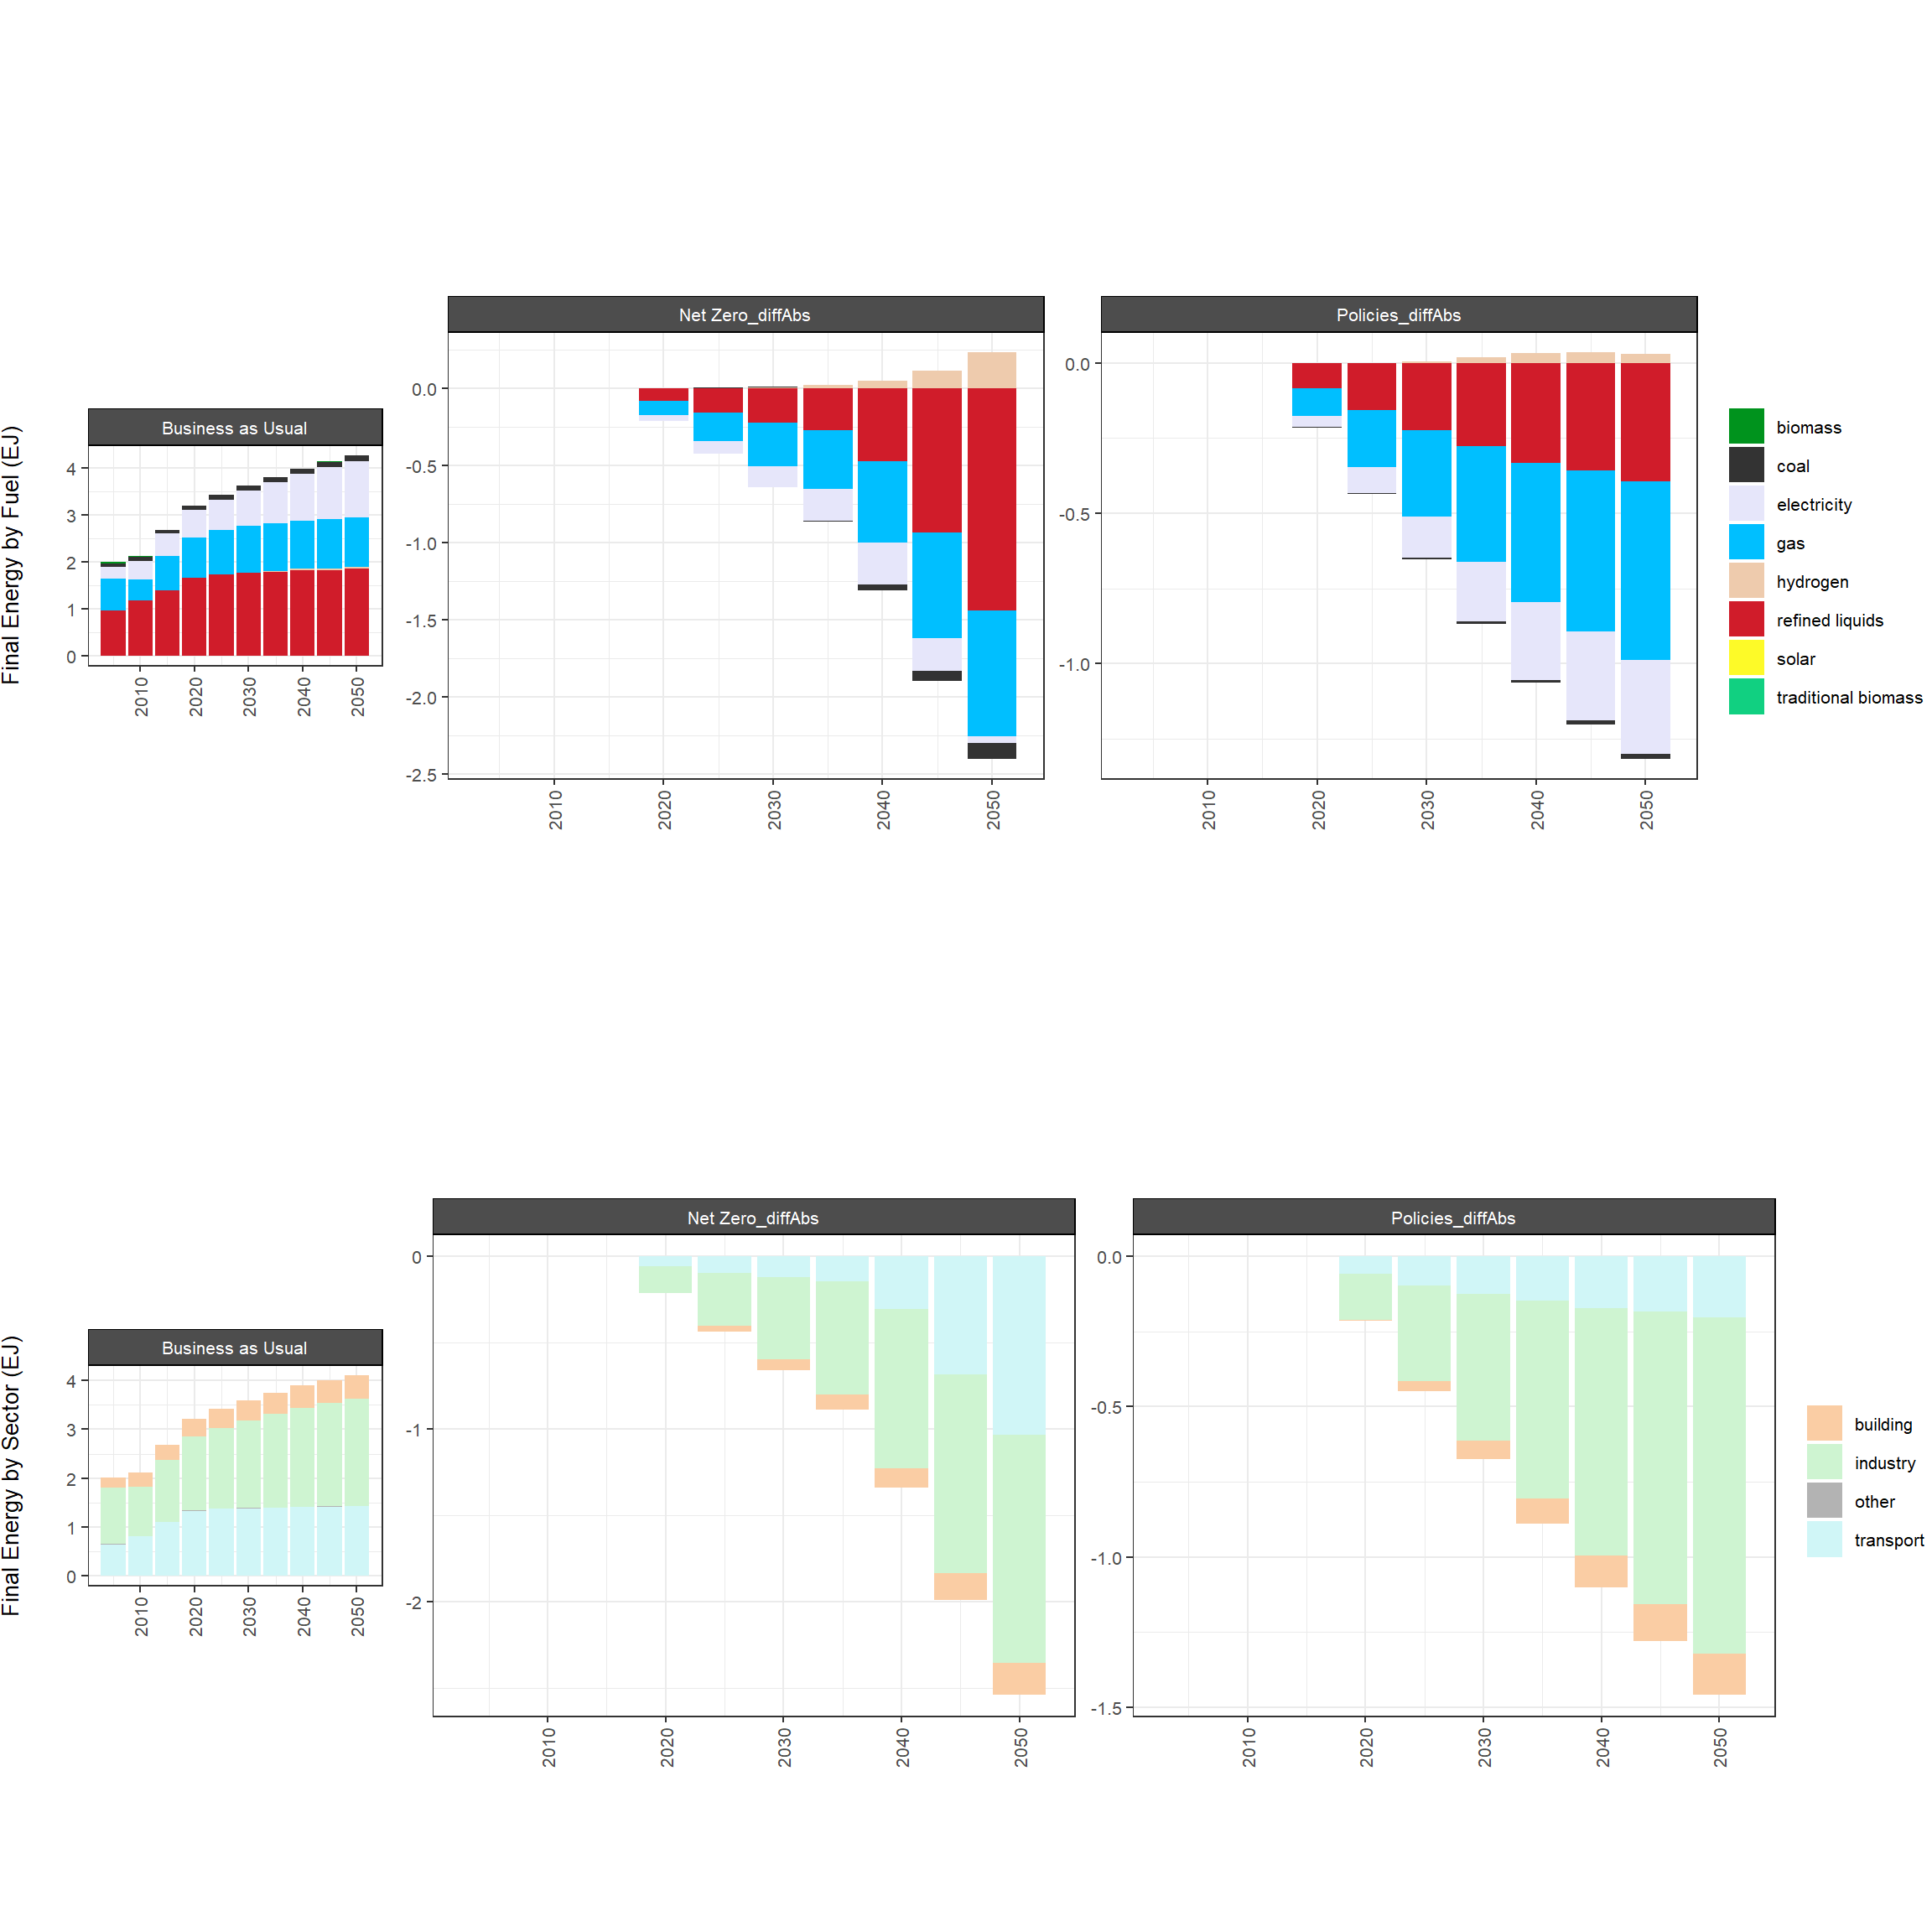 Final Energy by Fuel (EJ)
Business as Usual
4
3
2
1
0
2010
2020
2030
2040
2050
Net Zero_diffAbs
0.0
-0.5
-1.0
-1.5
-2.0
-2.5
2010
2020
2030
2040
2050
Policies_diffAbs
0.0
-0.5
-1.0
2010
2020
2030
2040
2050
biomass
coal
electricity
gas
hydrogen
refined liquids
solar
traditional biomass
Final Energy by Sector (EJ)
Business as Usual
4
3
2
1
0
2010
2020
2030
2040
2050
Net Zero_diffAbs
0
-1
-2
2010
2020
2030
2040
2050
Policies_diffAbs
0.0
-0.5
-1.0
-1.5
2010
2020
2030
2040
2050
building
industry
other
transport